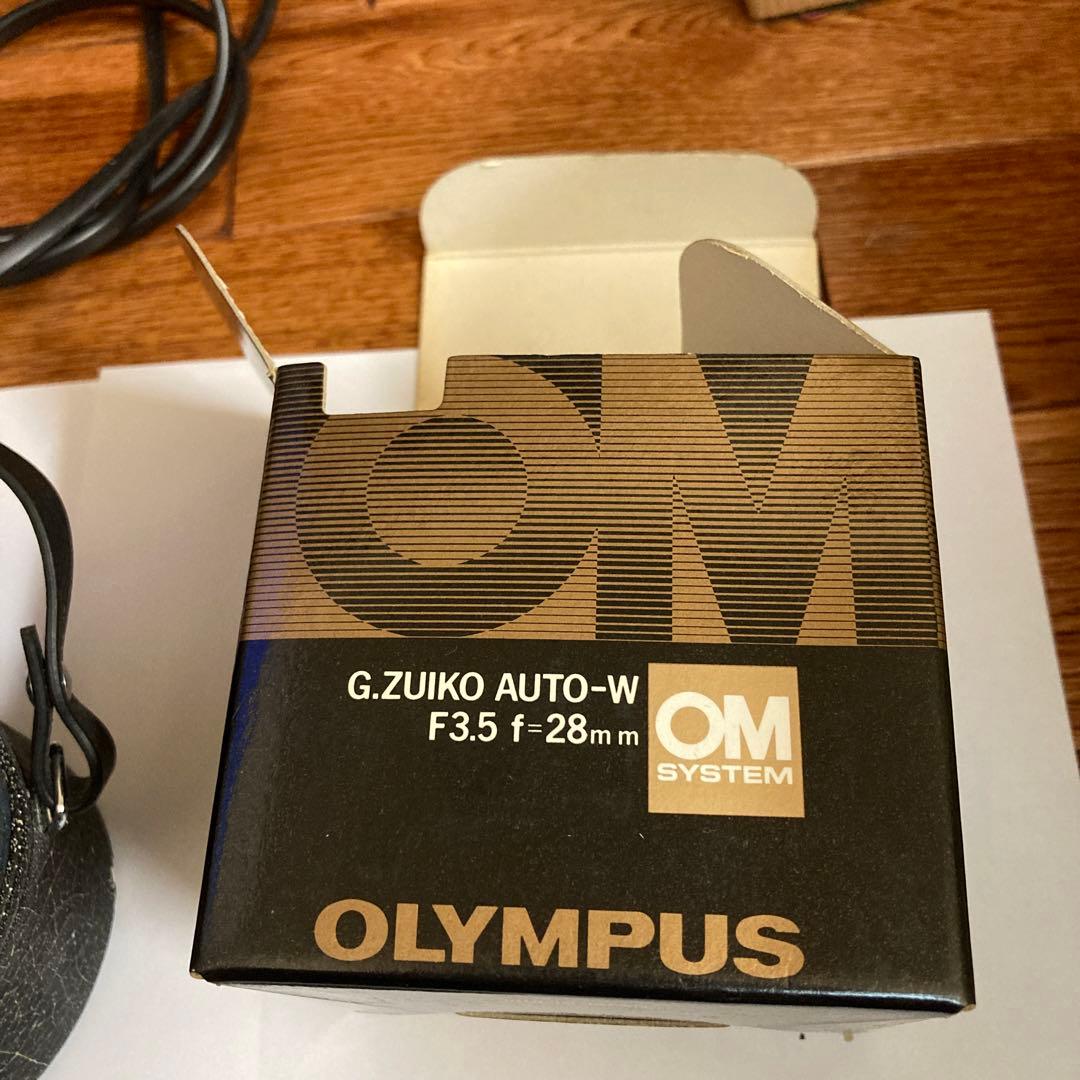 OM
G.ZUIKO AUTO-W
F3.5 f=28mm
OM
SYSTEM
OLYMPUS